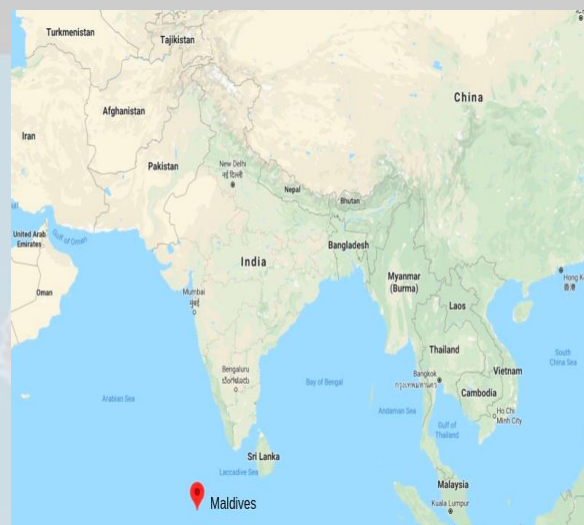 Turkmenistan
Tajikistan
China
Afghanistan
Iran
Pakistan
New Delhi
नई दिल्ली
Nepal
Bhutan
United Arab
Emirates
Gulf of Oman
India
Bangladesh
Oman
Mumbai
मुंबई
Myanmar
(Burma)
Hong K
香港
Laos
Thailand
South
China Sea
Bengaluru
ಬೆಂಗಳೂರು
Bay of Bengal
Bangkok
กรุงเทพมหานคร
Vietnam
Cambodia
Arabian Sea
Andaman Sea
Gulf of
Thailand
Ho Chi
Minh City
Sri Lanka
Laccadive Sea
Malaysia
Kuala Lumpur
Maldives